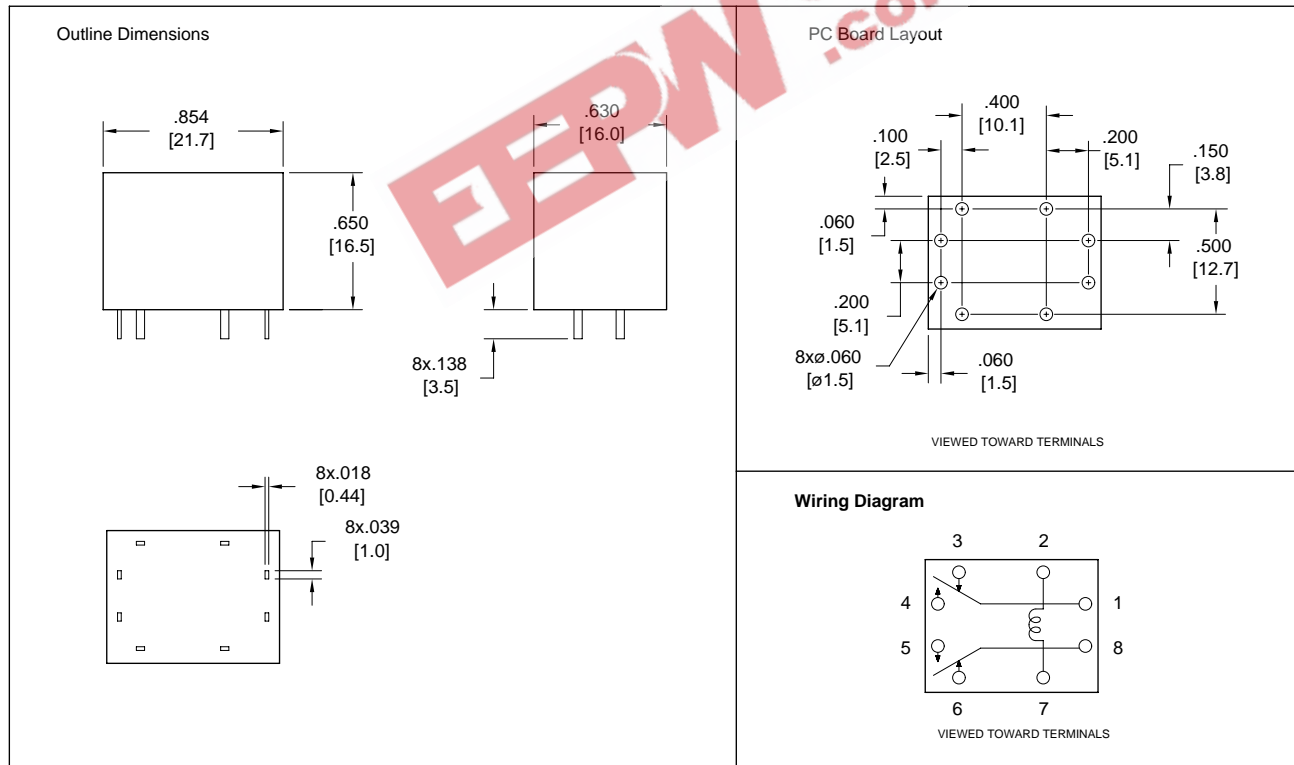 Outline Dimensions
.854
[21.7]
.630
[16.0]
.650
[16.5]
8x.138
[3.5]
8x.018
[0.44]
8x.039
[1.0]
EEPW
.com
PC Board Layout
.400
[10.1]
.100
[2.5]
.200
[5.1]
.150
[3.8]
.060
[1.5]
.500
[12.7]
.200
[5.1]
8xø.060
[ø1.5]
.060
[1.5]
VIEWED TOWARD TERMINALS
Wiring Diagram
3 2
4 1
5 8
6 7
VIEWED TOWARD TERMINALS